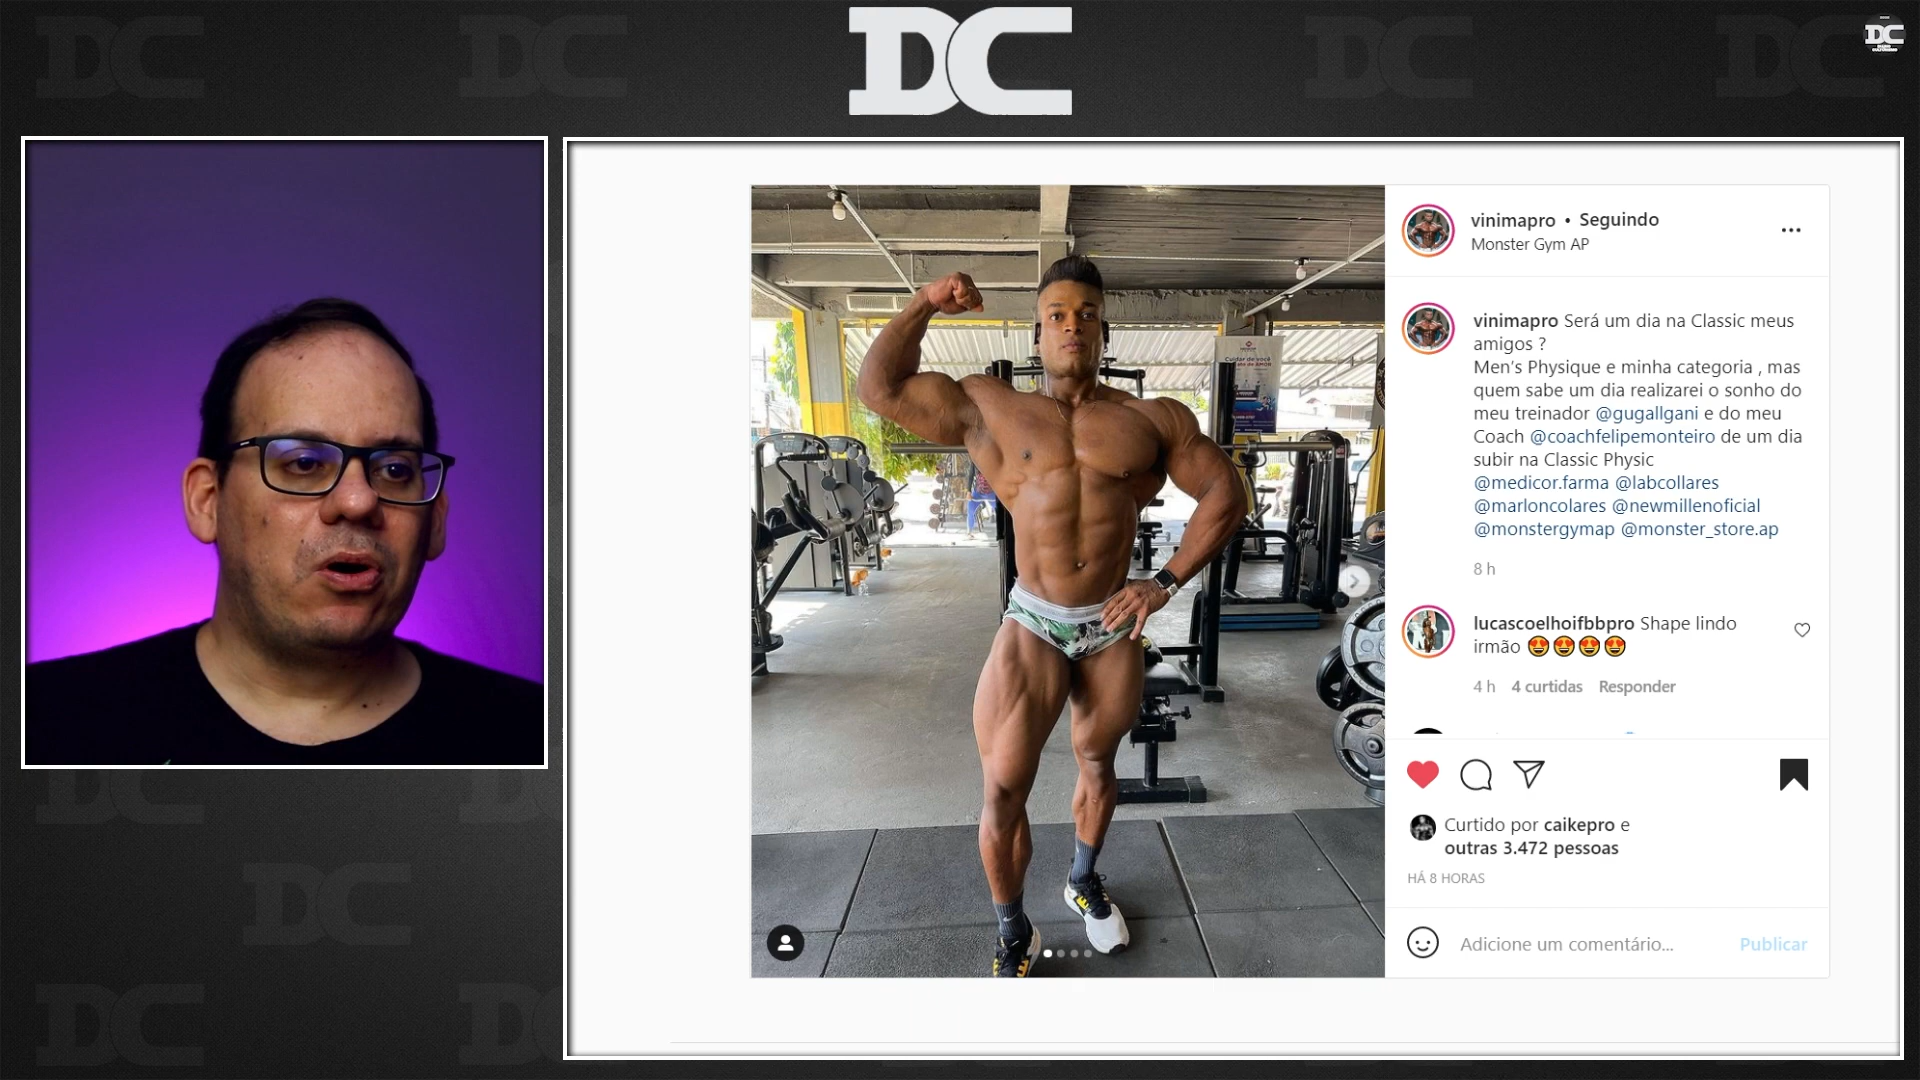 DC
DC
vinimapro • Seguindo
Monster Gym AP
vinimapro Será um dia na Classic meus
amigos ?
Men's Physique e minha categoria , mas
quem sabe um dia realizarei o sonho do
meu treinador @gugallgani e do meu
Coach @coachfelipemonteiro de um dia
subir na Classic Physic
@medicor.farma @labcollares
@marloncolares @newmillenoficial
@monstergymap @monster_store.ap
8 h
lucascoelhoifbbpro Shape lindo
irmão 😍😍😍😍
4 h 4 curtidas Responder
Curtido por caikepro e
outras 3.472 pessoas
HÁ 8 HORAS
Adicione um comentário... Publicar